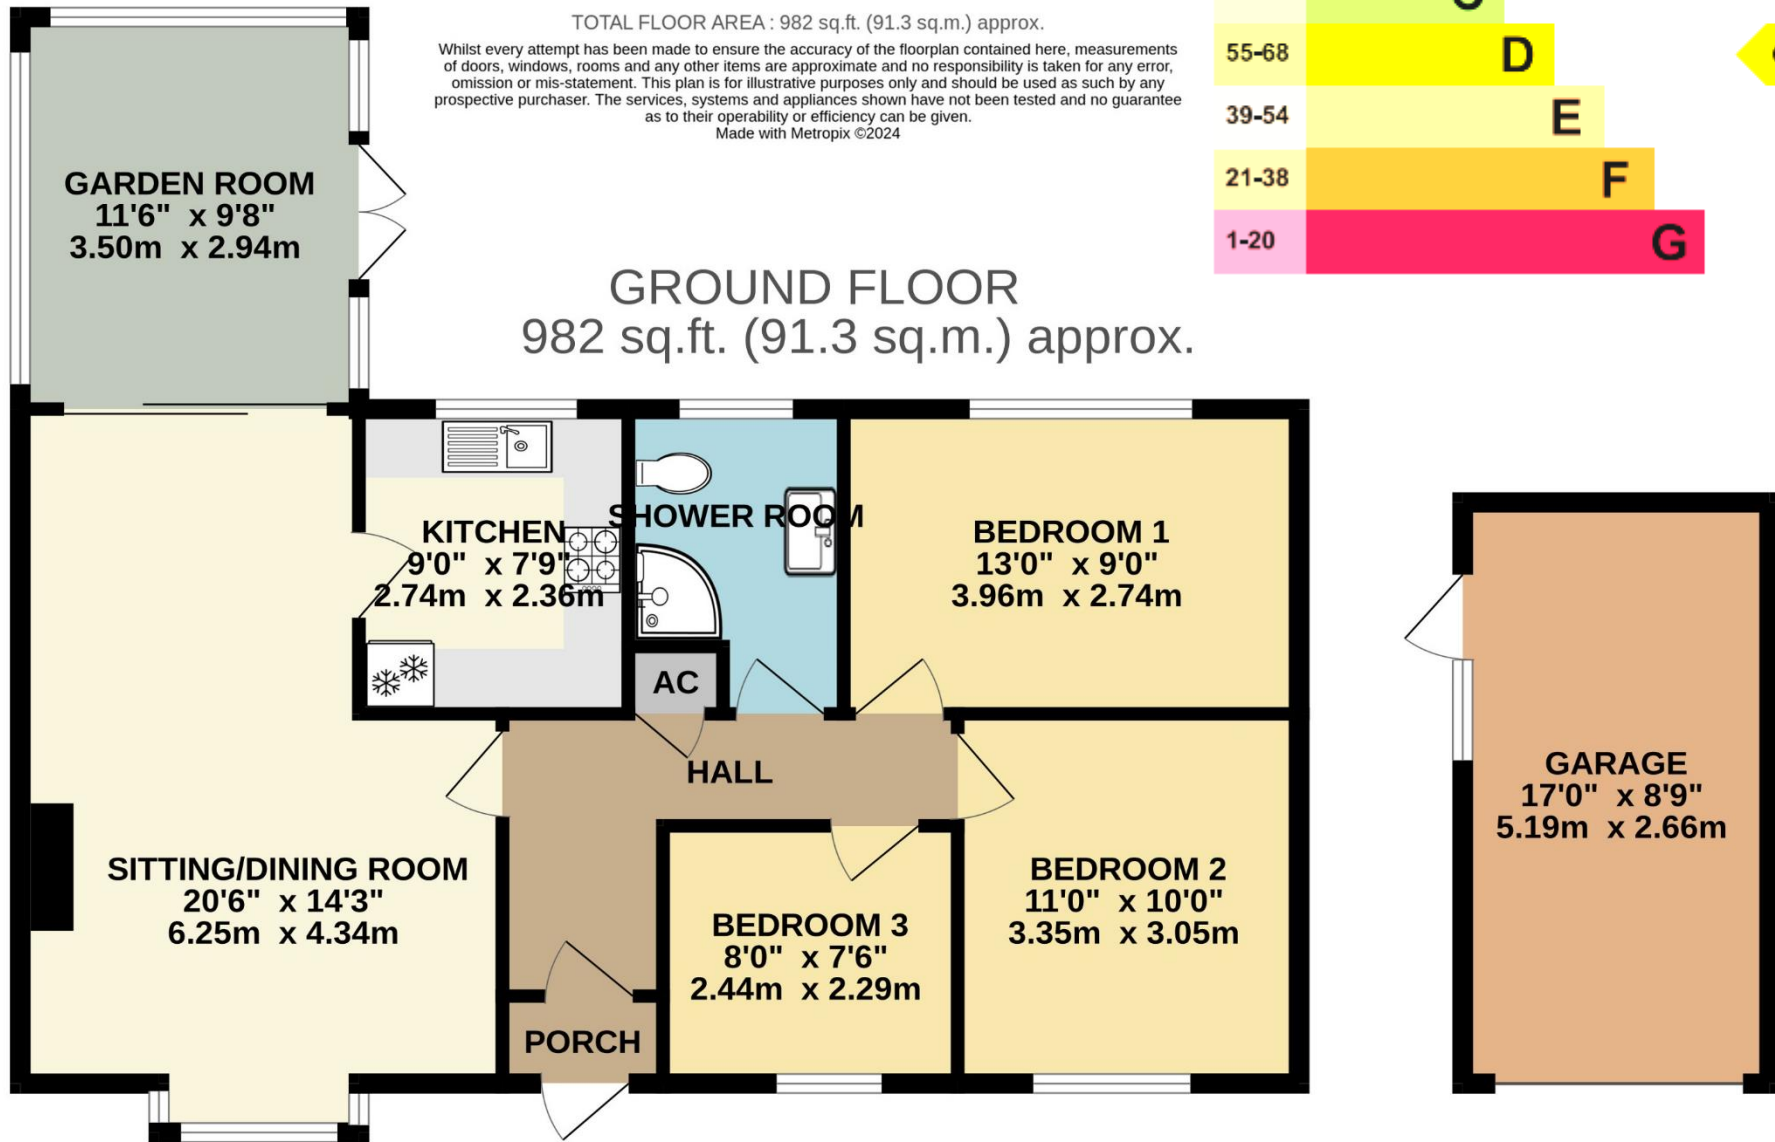 TOTAL FLOOR AREA : 982 sq.ft. (91.3 sq.m.) approx.
Whilst every attempt has been made to ensure the accuracy of the floorplan contained here, measurements
of doors, windows, rooms and any other items are approximate and no responsibility is taken for any error,
omission or mis-statement. This plan is for illustrative purposes only and should be used as such by any
prospective purchaser. The services, systems and appliances shown have not been tested and no guarantee
as to their operability or efficiency can be given.
Made with Metropix ©2024
55-68 D
39-54 E
21-38 F
1-20 G
GROUND FLOOR
982 sq.ft. (91.3 sq.m.) approx.
GARDEN ROOM
11'6" x 9'8"
3.50m x 2.94m
KITCHEN
9'0" x 7'9"
2.74m x 2.36m
SHOWER ROOM
BEDROOM 1
13'0" x 9'0"
3.96m x 2.74m
AC
HALL
SITTING/DINING ROOM
20'6" x 14'3"
6.25m x 4.34m
BEDROOM 3
8'0" x 7'6"
2.44m x 2.29m
BEDROOM 2
11'0" x 10'0"
3.35m x 3.05m
PORCH
GARAGE
17'0" x 8'9"
5.19m x 2.66m